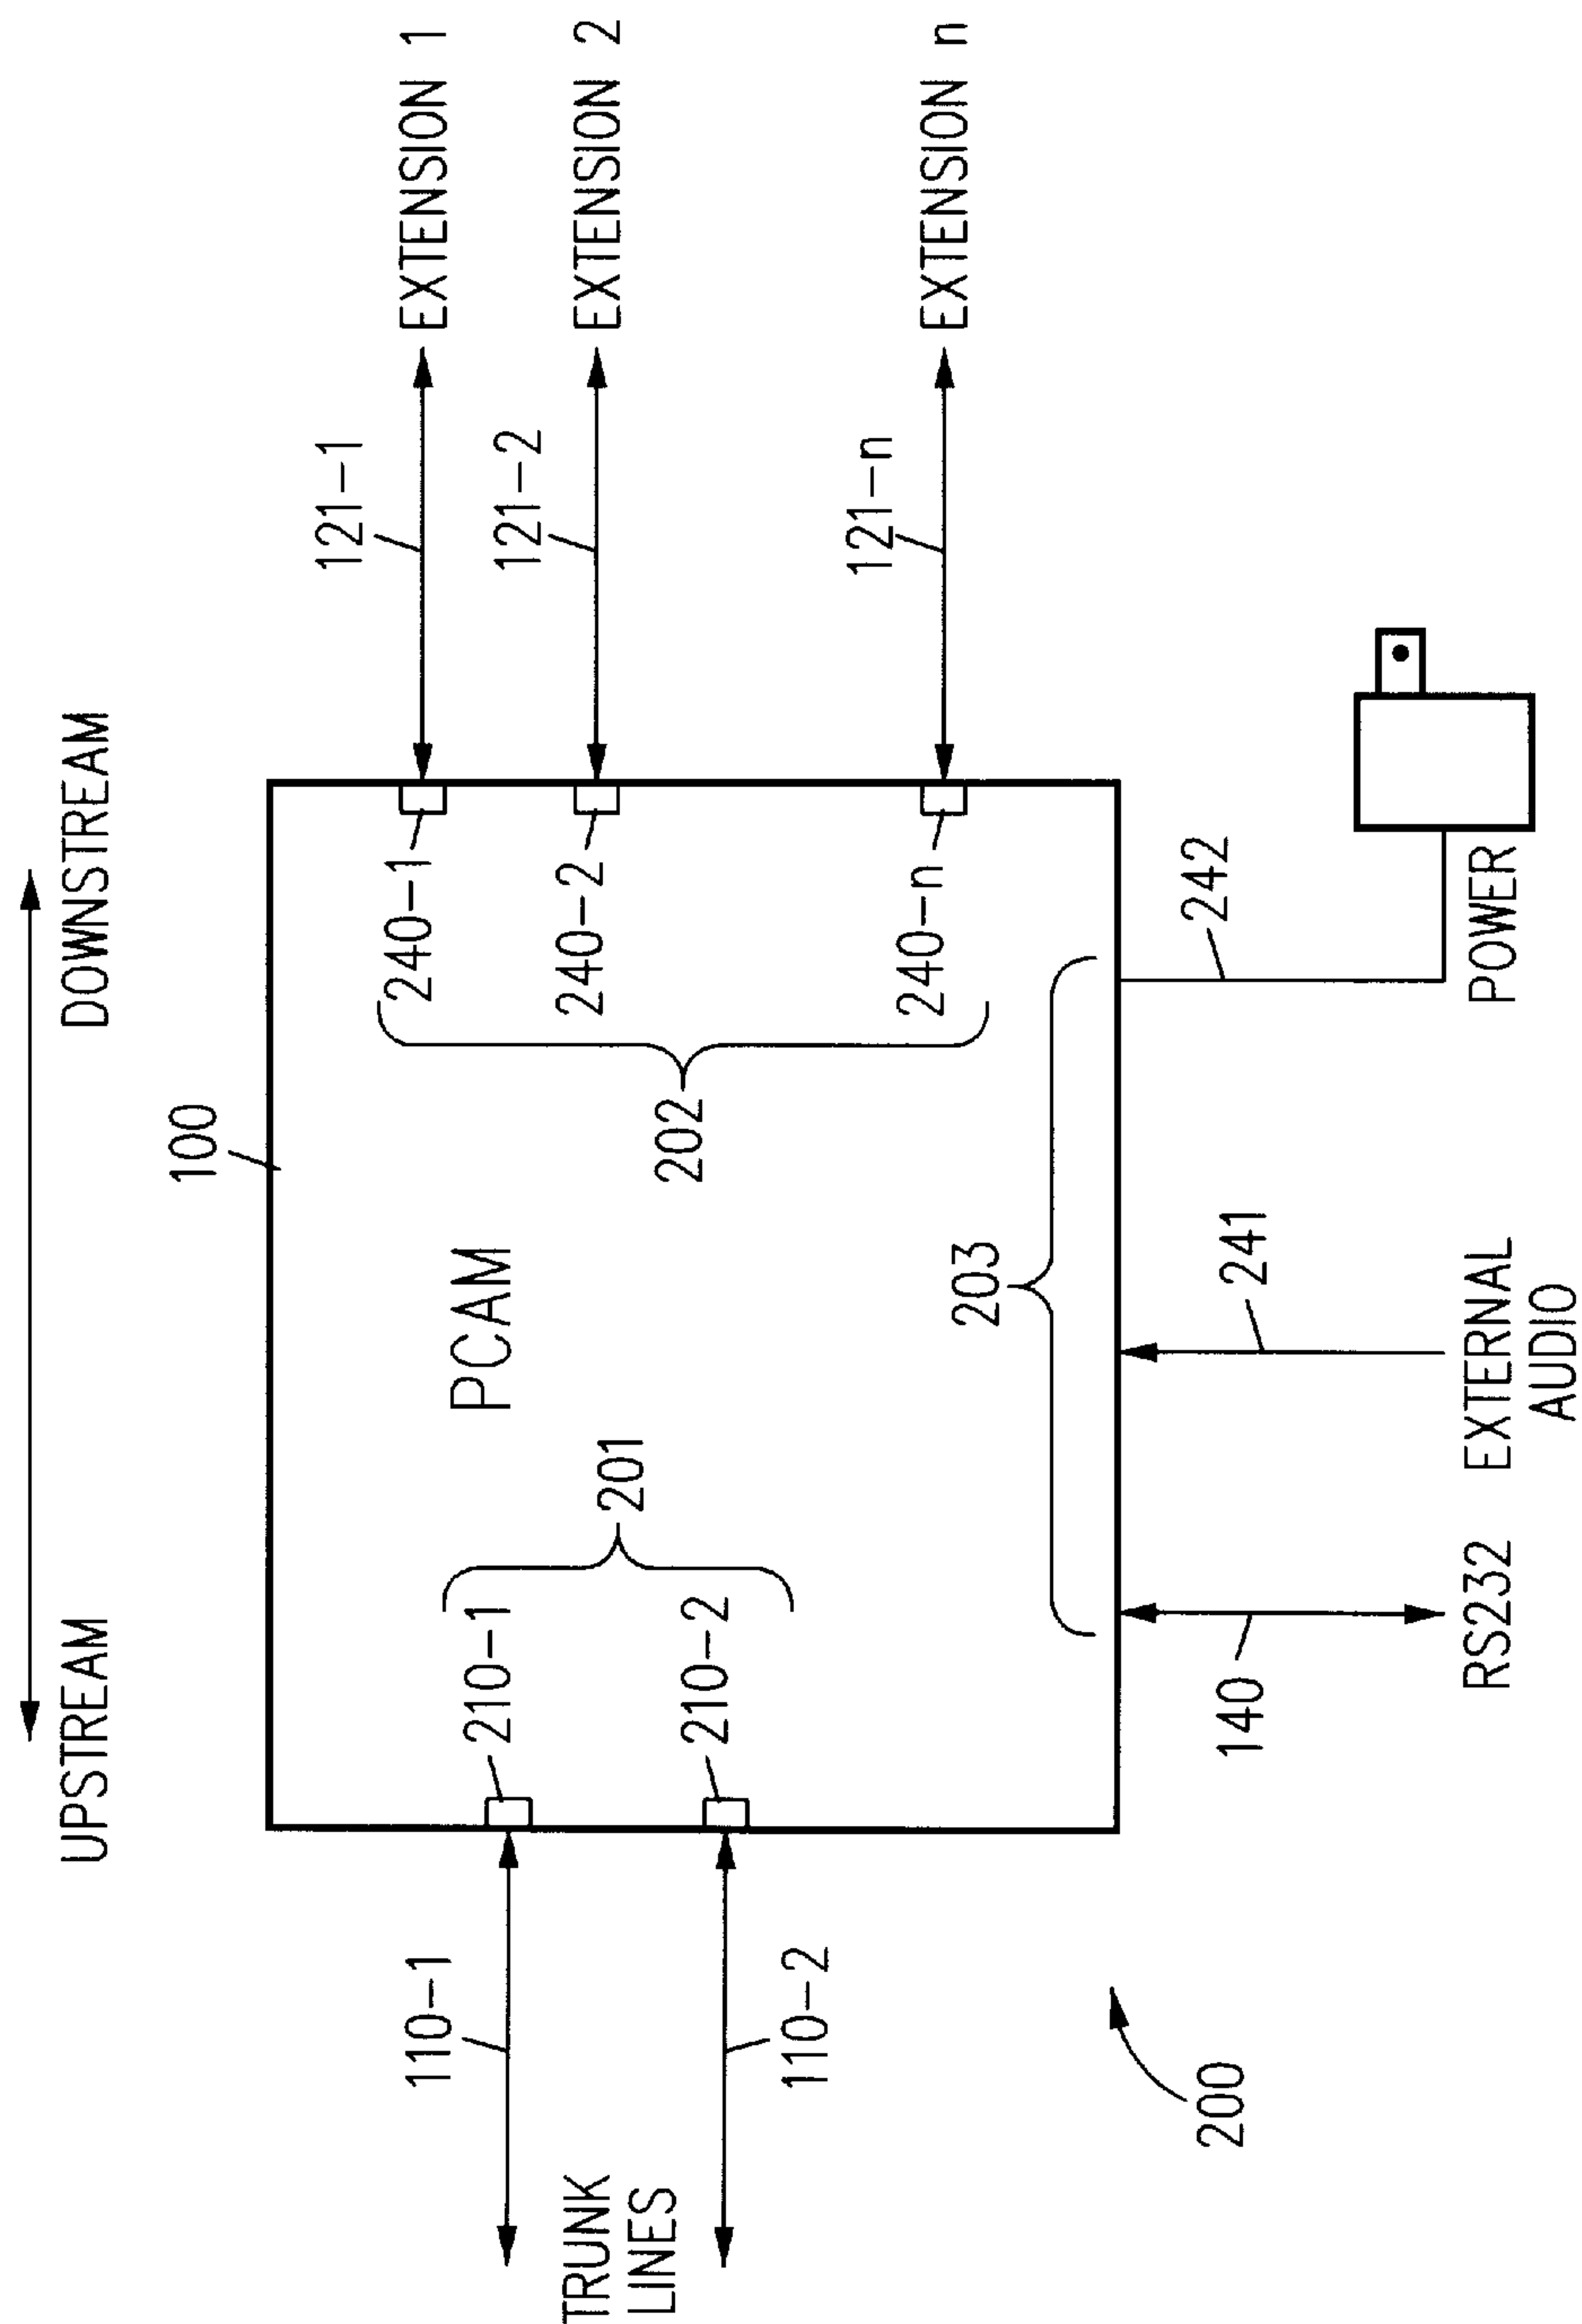 UPSTREAM
DOWNSTREAM
100
110-1
210-1
240-1
121-1
EXTENSION 1
TRUNK
LINES
PCAM
201
202
240-2
121-2
EXTENSION 2
110-2
210-2
240-n
121-n
EXTENSION n
203
200
140
241
242
RS232
EXTERNAL
AUDIO
POWER